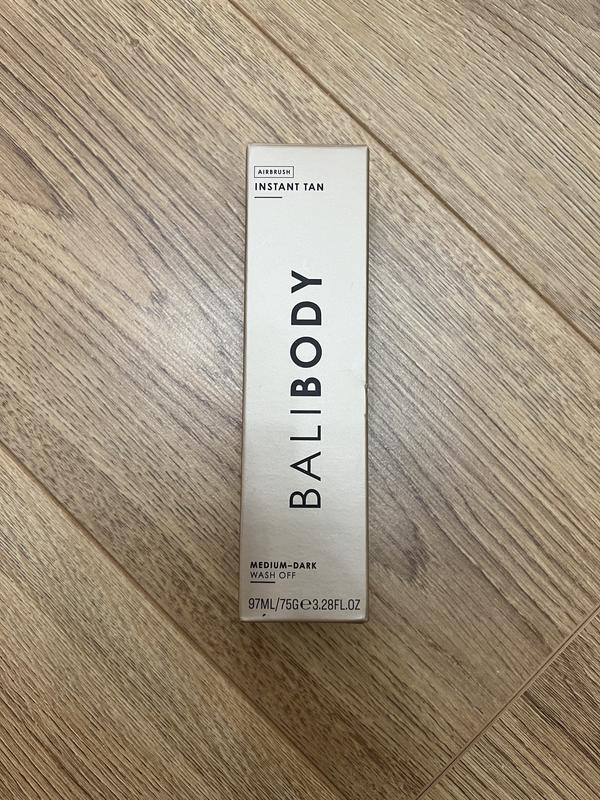 AIRBRUSH
INSTANT TAN
BALIBODY
MEDIUM–DARK
WASH OFF
97ML/75G℮3.28FL.OZ